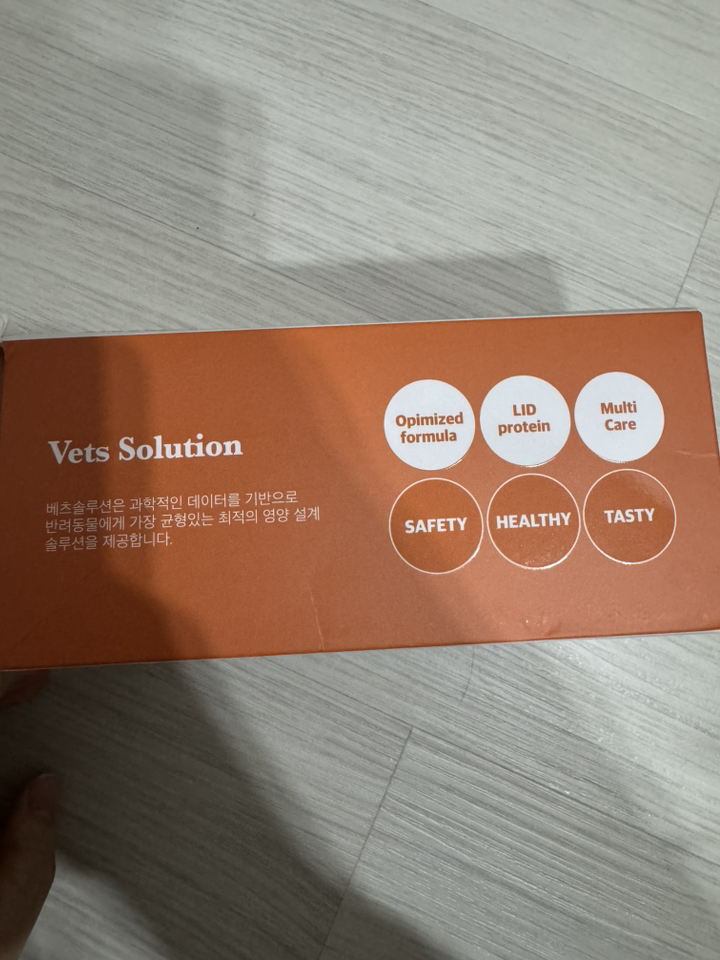 Vets Solution
베츠솔루션은 과학적인 데이터를 기반으로
반려동물에게 가장 균형있는 최적의 영양 설계
솔루션을 제공합니다.
Opimized
formula
LID
protein
Multi
Care
SAFETY
HEALTHY
TASTY